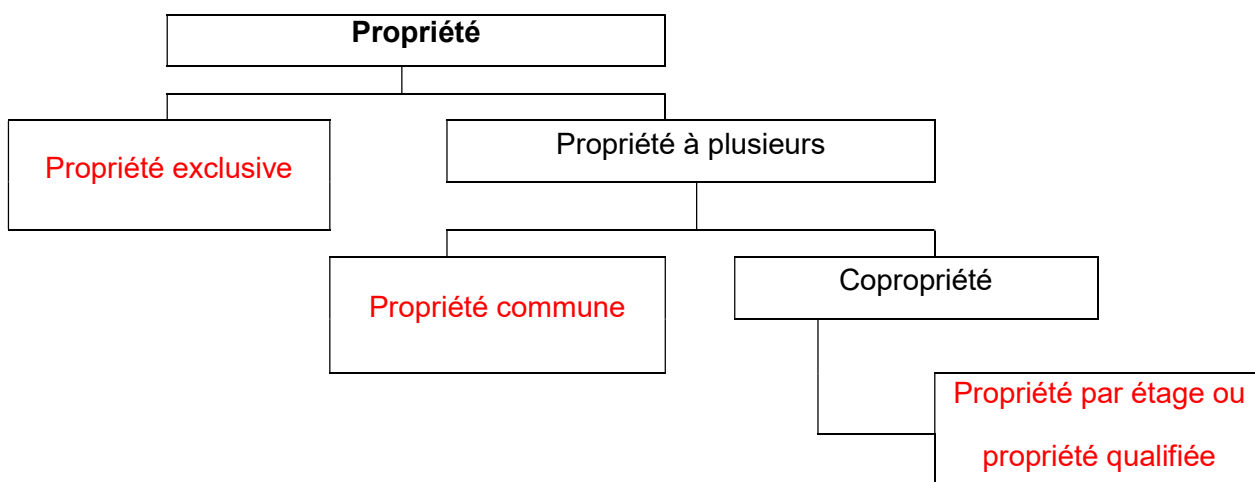 Propriété
Propriété exclusive
Propriété à plusieurs
Propriété commune
Copropriété
Propriété par étage ou
propriété qualifiée